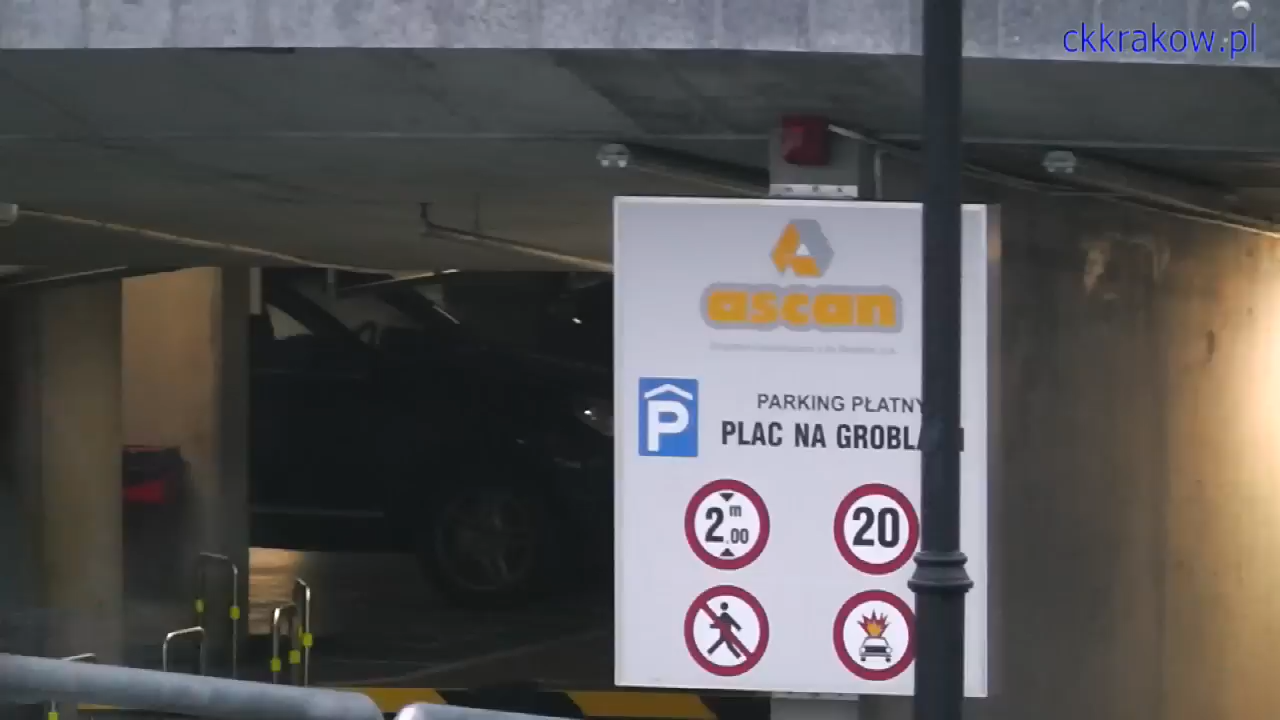 ckkrakow.pl
ascan
P
PARKING PŁATNY
PLAC NA GROBLA
2 m .00
20